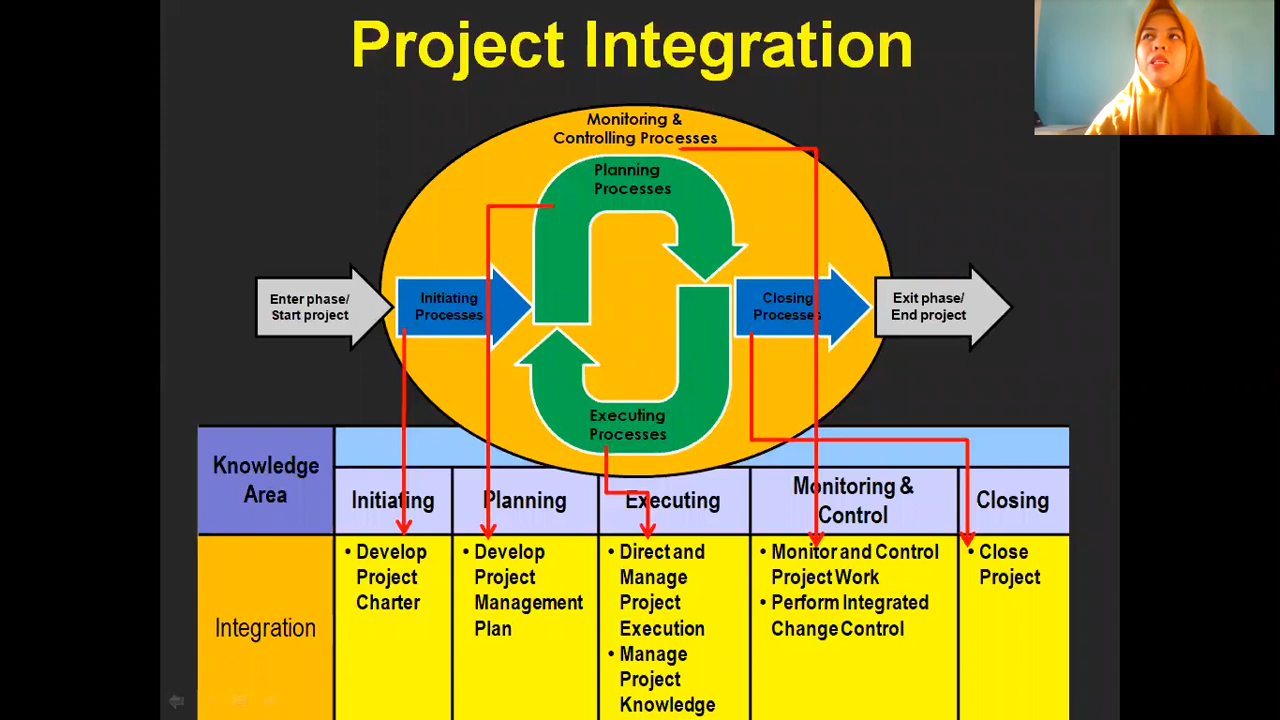 Project Integration
Monitoring &
Controlling Processes
Planning
Processes
Enter phase/
Start project
Initiating
Processes
Closing
Processes
Exit phase/
End project
Executing
Processes
Knowledge
Area
Initiating
Planning
Executing
Monitoring &
Control
Closing
Integration
• Develop
Project
Charter
• Develop
Project
Management
Plan
• Direct and
Manage
Project
Execution
• Manage
Project
Knowledge
• Monitor and Control
Project Work
• Perform Integrated
Change Control
• Close
Project